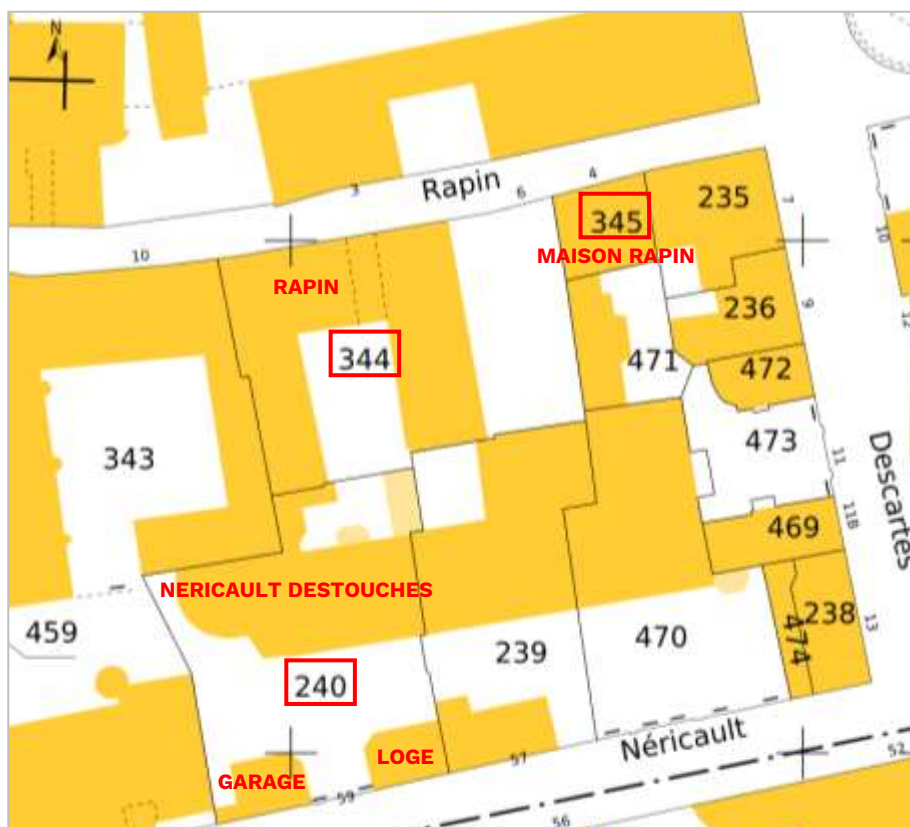 N
3
Rapin
6
4
10
345
235
7
MAISON RAPIN
RAPIN
10
236
9
12
344
471
472
343
473
11
Descartes
11B
469
NERICAULT DESTOUCHES
459
239
470
474
238
13
240
Néricault
LOGE
57
52
GARAGE
59
56